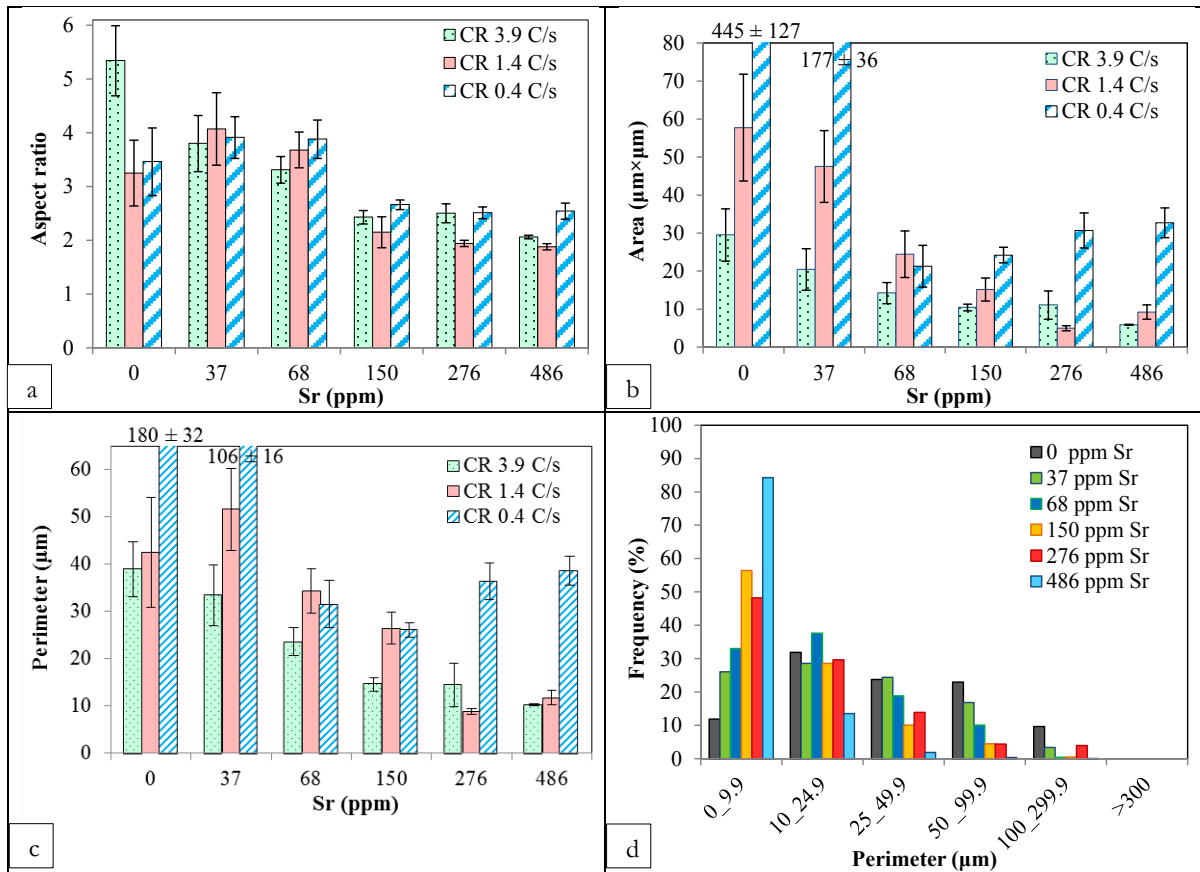 6
5
4
3
2
1
0
Aspect ratio
CR 3.9 C/s
CR 1.4 C/s
CR 0.4 C/s
0 37 68 150 276 486
Sr (ppm)
a
445 ± 127
177 ± 36
80
70
60
50
40
30
20
10
0
Area (µm×µm)
CR 3.9 C/s
CR 1.4 C/s
CR 0.4 C/s
0 37 68 150 276 486
Sr (ppm)
b
180 ± 32
106 ± 16
60
50
40
30
20
10
0
Perimeter (µm)
CR 3.9 C/s
CR 1.4 C/s
CR 0.4 C/s
0 37 68 150 276 486
Sr (ppm)
c
100
90
80
70
60
50
40
30
20
10
0
Frequency (%)
0 ppm Sr
37 ppm Sr
68 ppm Sr
150 ppm Sr
276 ppm Sr
486 ppm Sr
0_9.9 10_24.9 25_49.9 50_99.9 100_299.9 >300
Perimeter (µm)
d